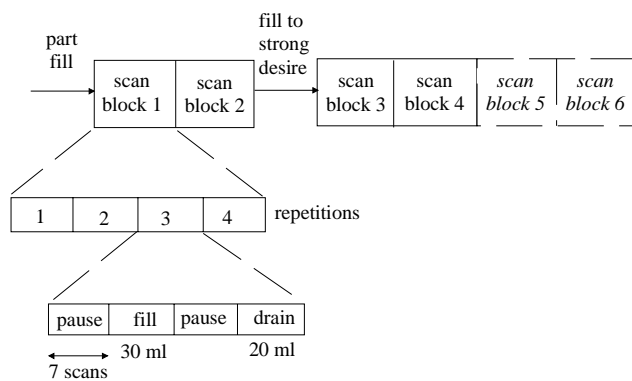 part
fill
fill to
strong
desire
scan
block 1
scan
block 2
scan
block 3
scan
block 4
scan
block 5
scan
block 6
1 2 3 4 repetitions
pause fill pause drain
30 ml 20 ml
7 scans